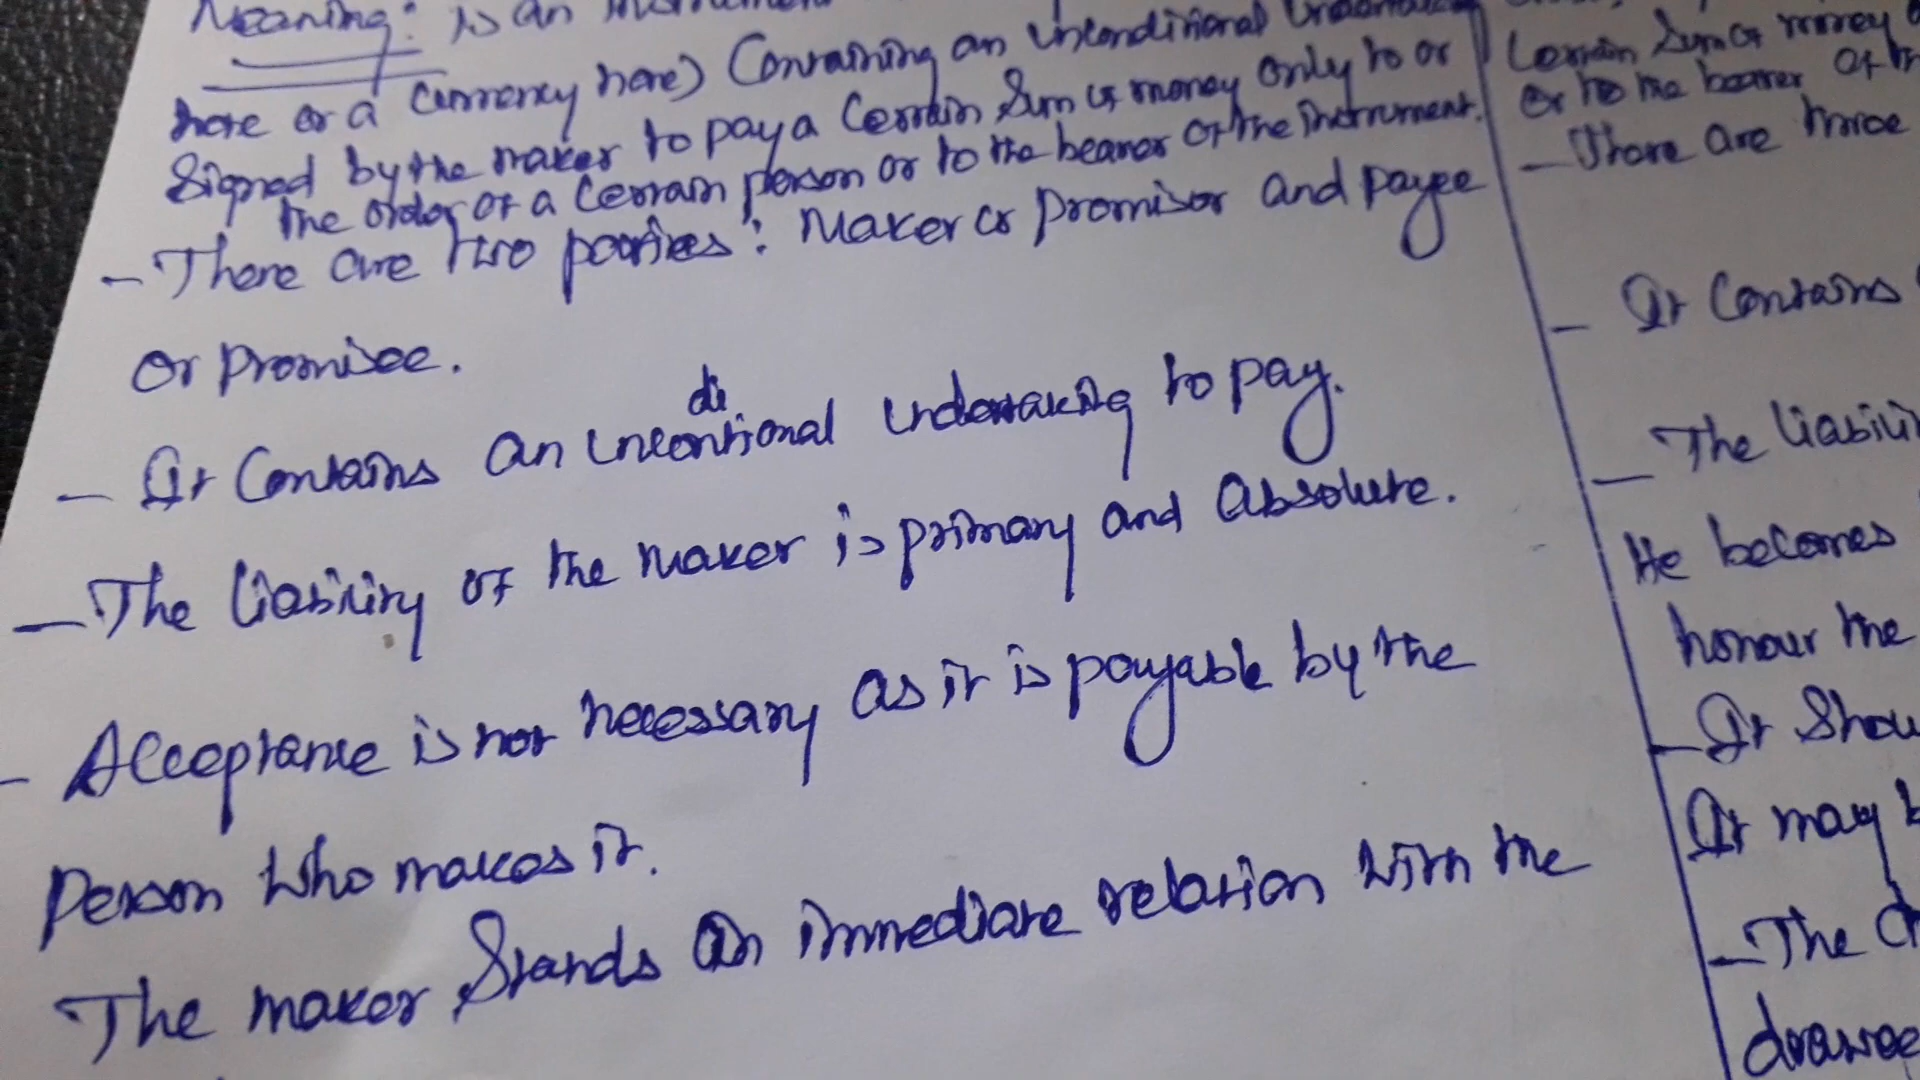 Meaning: is an instrument
note or a currency note) Containing an unconditional undertaking
Signed by the maker to pay a Certain Sum of money only to or
the order of a Certain person or to the bearer of the instrument.
- There are two parties: Maker or promisor and payee
or promisee.
- It Contains an unconditional undertaking to pay.
- The liability of the maker is primary and absolute.
- Acceptance is not necessary as it is payable by the
person who makes it.
The maker Stands in immediate relation with the
Certain Sum of money
or to the bearer of
- There are three
- It Contains
- The liabili
He becomes
honour the
- It Shou
It may b
- The
drawee